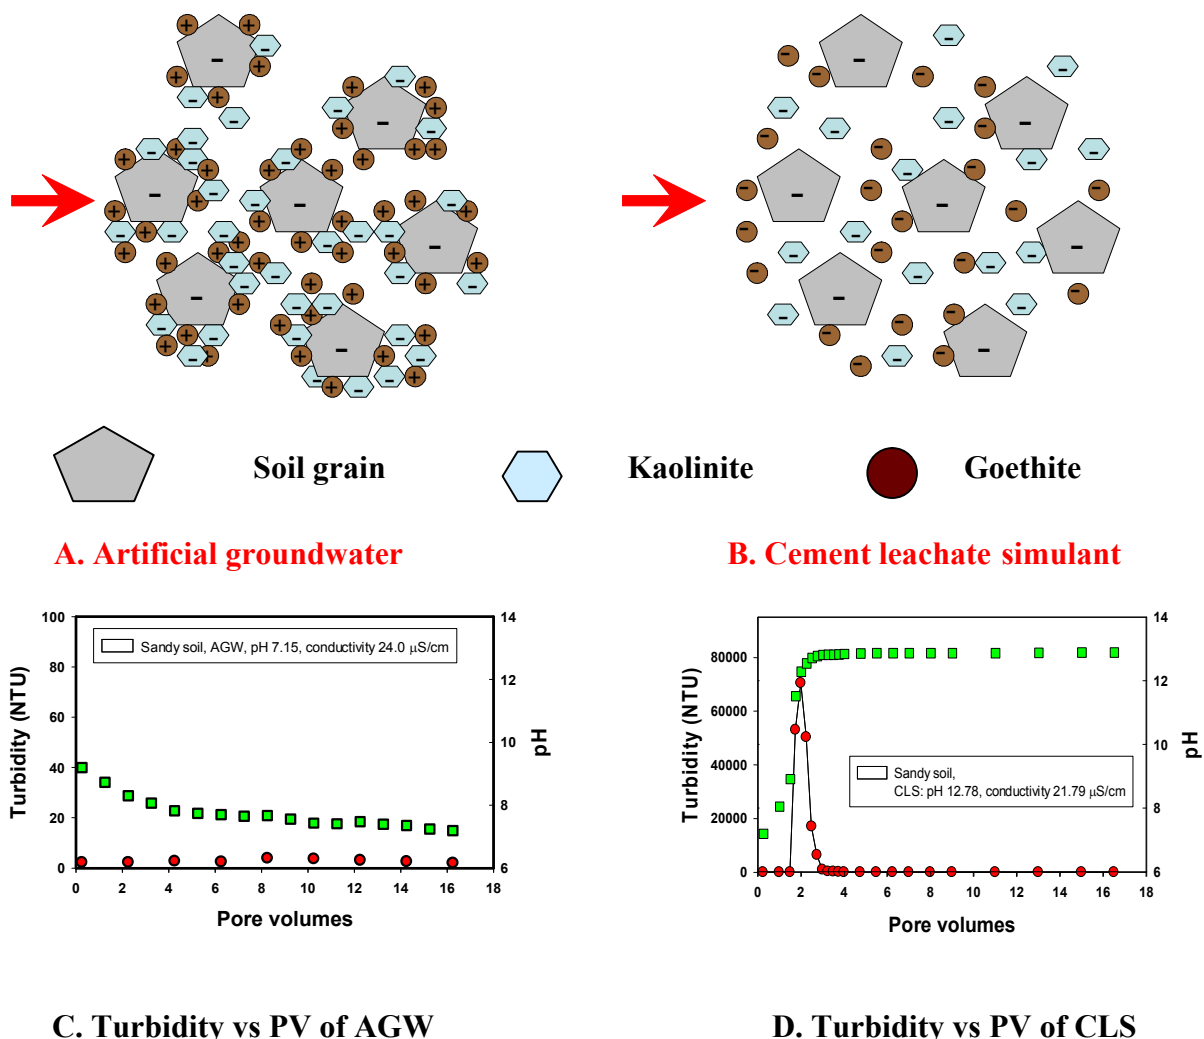 Soil grain
Kaolinite
Goethite
A. Artificial groundwater
B. Cement leachate simulant
100
80
60
40
20
0
Turbidity (NTU)
Sandy soil, AGW, pH 7.15, conductivity 24.0 µS/cm
14
12
10
8
6
pH
0 2 4 6 8 10 12 14 16 18
Pore volumes
80000
60000
40000
20000
0
Turbidity (NTU)
Sandy soil,
CLS: pH 12.78, conductivity 21.79 µS/cm
14
12
10
8
6
pH
0 2 4 6 8 10 12 14 16 18
Pore volumes
C. Turbidity vs PV of AGW
D. Turbidity vs PV of CLS